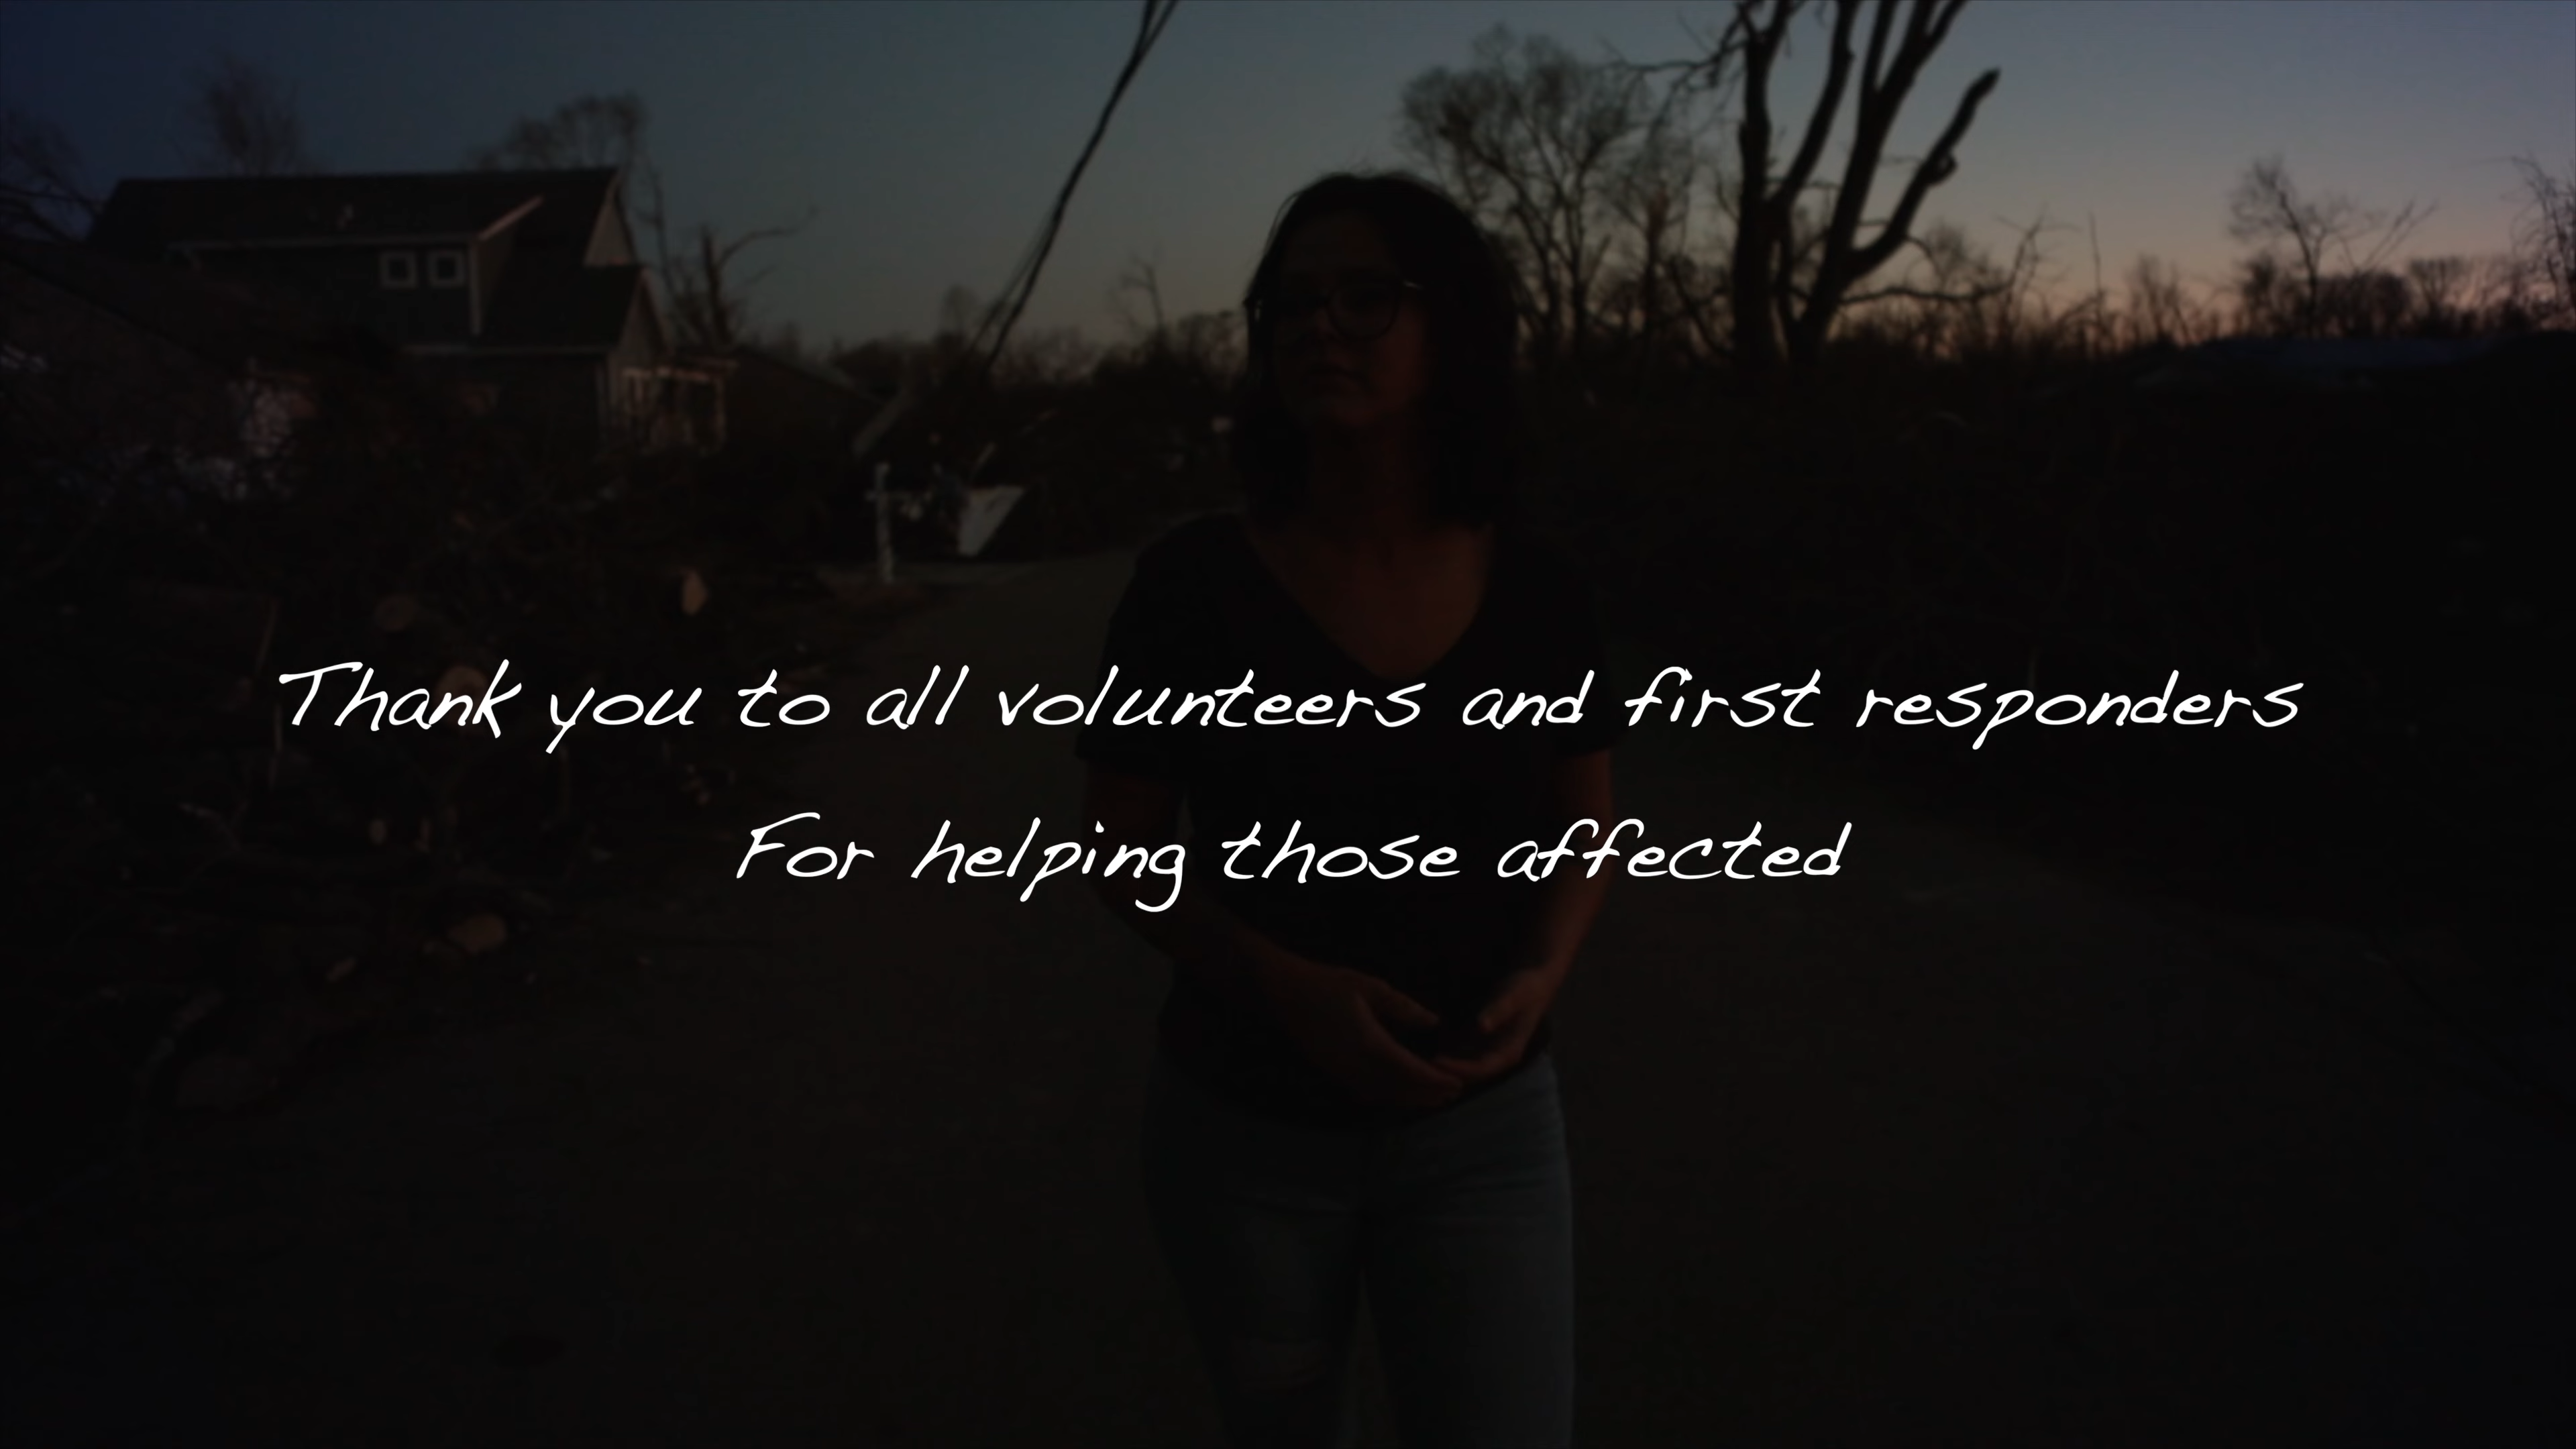 Thank you to all volunteers and first responders
For helping those affected